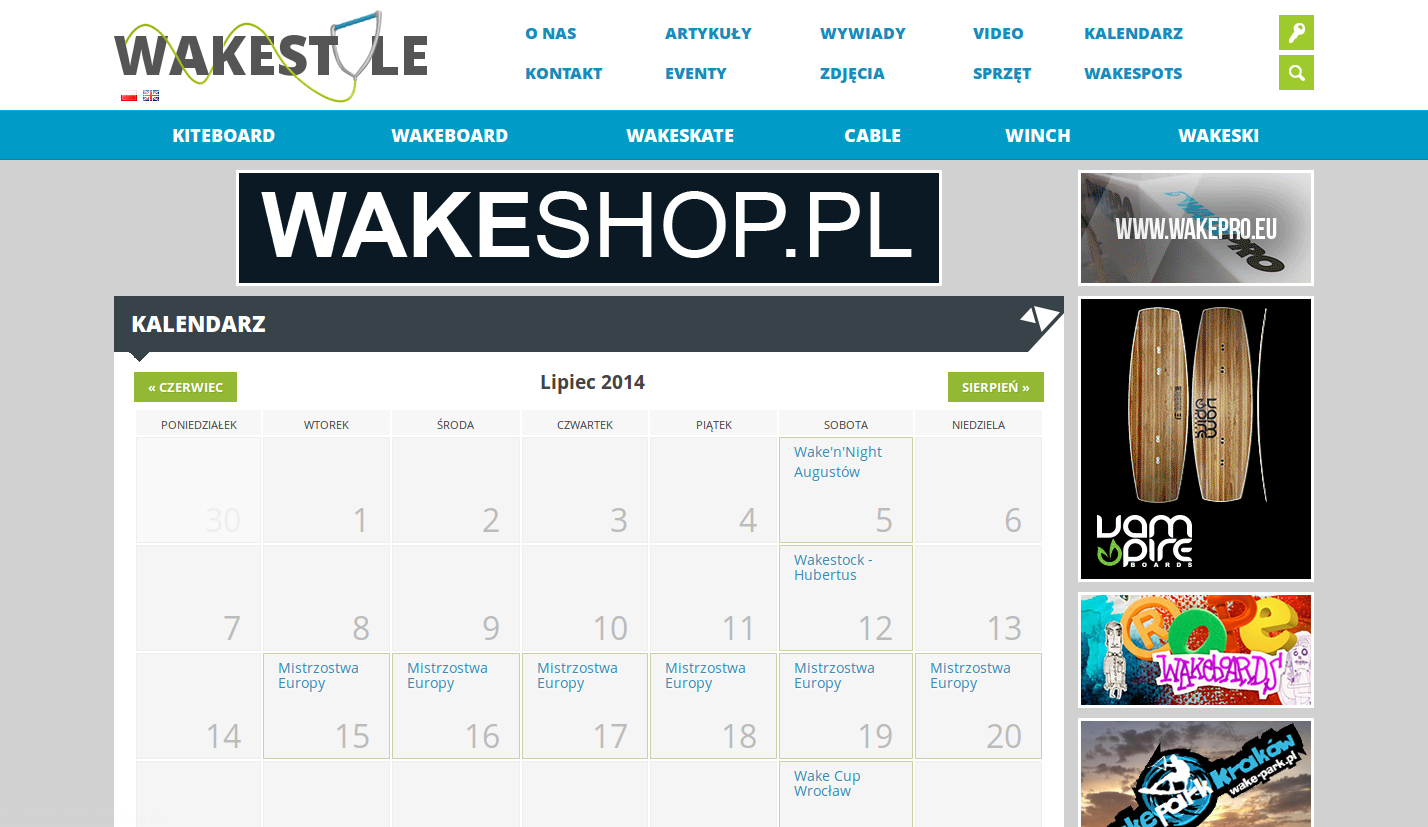 WAKESTYLE
O NAS
ARTYKUŁY
WYWIADY
VIDEO
KALENDARZ
KONTAKT
EVENTY
ZDJĘCIA
SPRZĘT
WAKESPOTS
KITEBOARD
WAKEBOARD
WAKESKATE
CABLE
WINCH
WAKESKI
WAKESHOP.PL
WWW.WAKEPRO.EU
KALENDARZ
« CZERWIEC
Lipiec 2014
SIERPIEŃ »
PONIEDZIAŁEK
WTOREK
ŚRODA
CZWARTEK
PIĄTEK
SOBOTA
NIEDZIELA
30
1
2
3
4
Wake'n'Night
Augustów
5
6
7
8
9
10
11
Wakestock -
Hubertus
12
13
14
Mistrzostwa
Europy
15
Mistrzostwa
Europy
16
Mistrzostwa
Europy
17
Mistrzostwa
Europy
18
Mistrzostwa
Europy
19
Mistrzostwa
Europy
20
Wake Cup
Wrocław
vampire
BOARDS
ROPE
WAKEBOARDS
Kraków
wake-park.pl
park